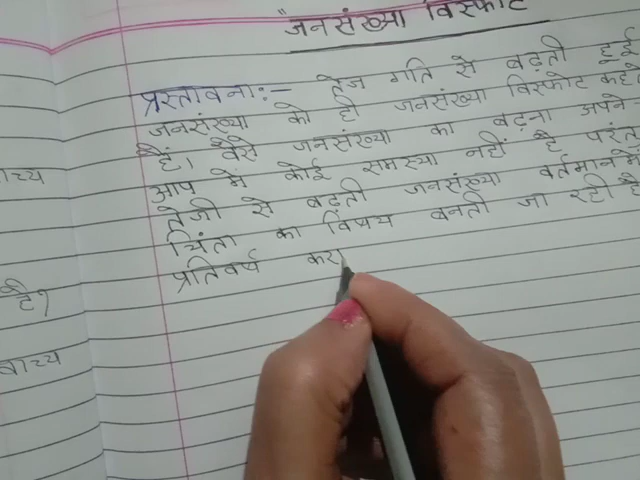 "जनसंख्या विस्फोट
प्रस्तावना:- तेज गति से बढ़ती हुई
जनसंख्या को ही जनसंख्या विस्फोट कहते
हैं। वैसे जनसंख्या का बढ़ना अपने
आप मे कोई समस्या नहीं है परंतु
तेजी से बढ़ती जनसंख्या वर्तमान में
चिंता का विषय बनती जा रही है
प्रतिवर्ष करा
ाच्य
है?
वाच्य